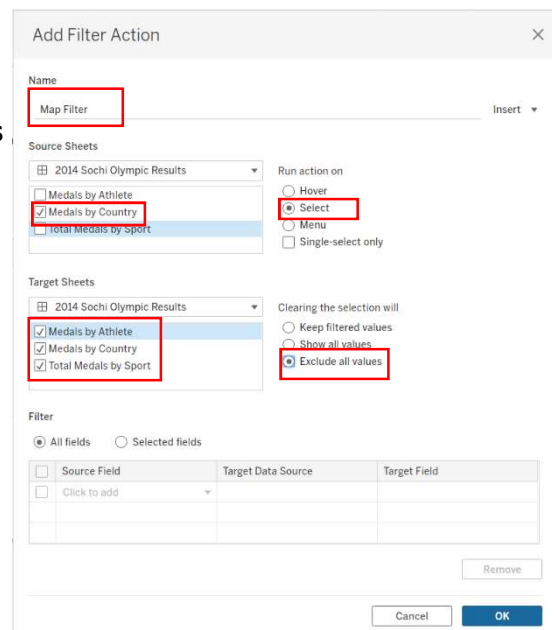 Add Filter Action
Name
Map Filter
Insert
s
Source Sheets
2014 Sochi Olympic Results
Run action on
Medals by Athlete
Hover
Medals by Country
Select
Total Medals by Sport
Menu
Single-select only
Target Sheets
2014 Sochi Olympic Results
Clearing the selection will
Medals by Athlete
Keep filtered values
Medals by Country
Show all values
Total Medals by Sport
Exclude all values
Filter
All fields
Selected fields
Source Field
Target Data Source
Target Field
Click to add
Remove
Cancel
OK